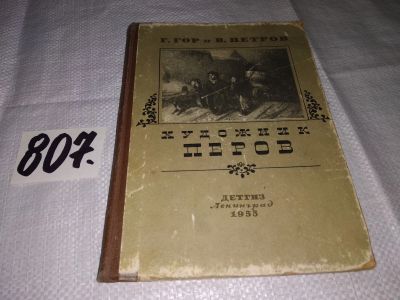 Г. ГОР и В. ПЕТРОВ
ХУДОЖНИК
ПЕРОВ
ДЕТГИЗ
Ленинград
1955
807.